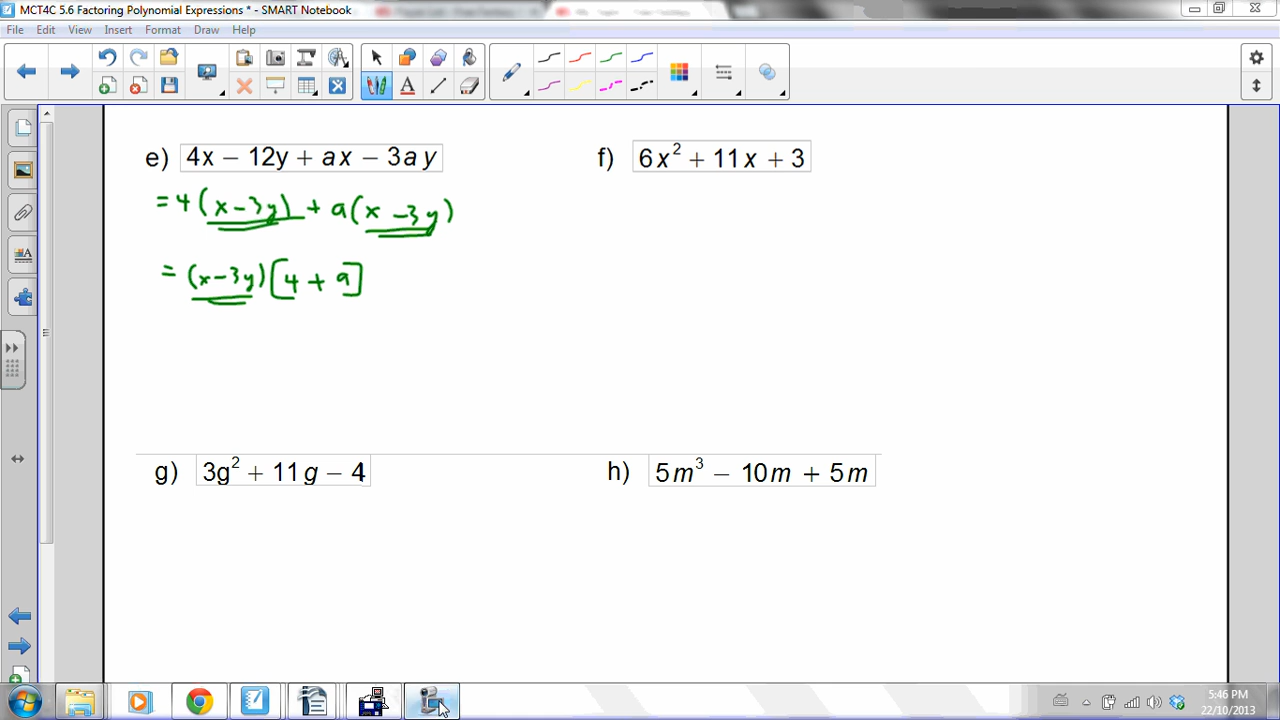 MCT4C 5.6 Factoring Polynomial Expressions * - SMART Notebook
File Edit View Insert Format Draw Help
e) 4x − 12y + ax − 3ay
= 4(x − 3y) + a(x − 3y)
= (x − 3y)[4 + a]
f) 6x² + 11x + 3
g) 3g² + 11g − 4
h) 5m³ − 10m + 5m
5:46 PM
22/10/2013